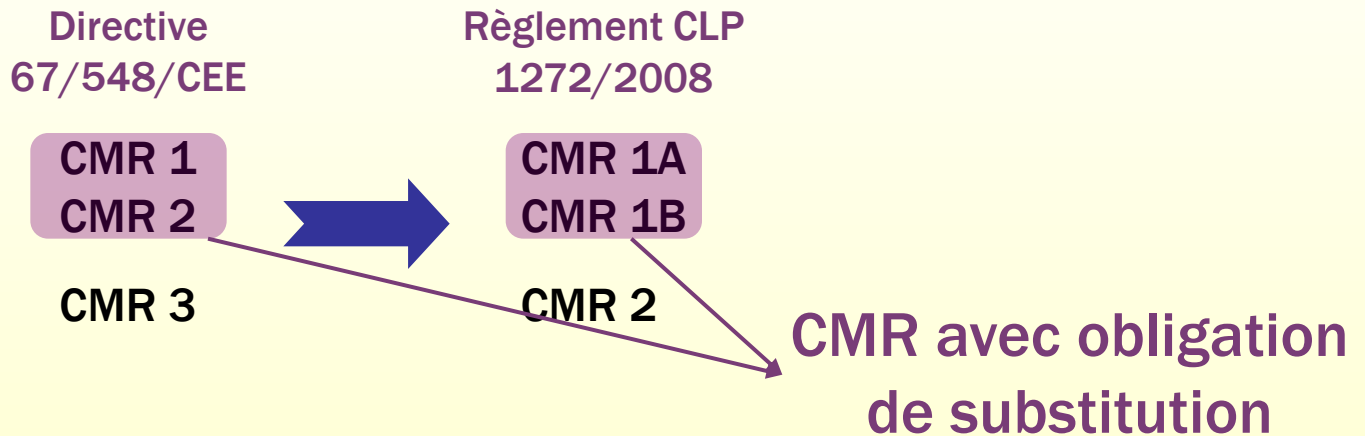 Directive
67/548/CEE
Règlement CLP
1272/2008
CMR 1
CMR 2
CMR 3
CMR 1A
CMR 1B
CMR 2
CMR avec obligation
de substitution